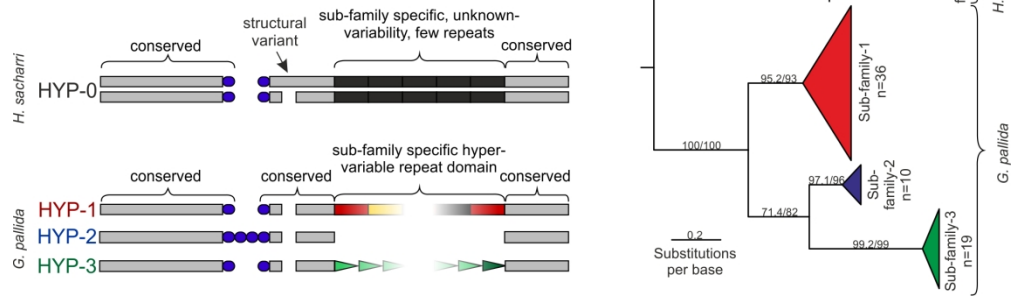 structural
variant
sub-family specific, unknown-
variability, few repeats
conserved
conserved
H. sacharri
HYP-0
sub-family specific hyper-
variable repeat domain
conserved
conserved
conserved
G. pallida
HYP-1
HYP-2
HYP-3
95.2/93
Sub-family-1
n=36
100/100
97.1/96
Sub-
family-2
n=10
71.4/82
99.2/99
Sub-family-3
n=19
0.2
Substitutions
per base
H.
G. pallida